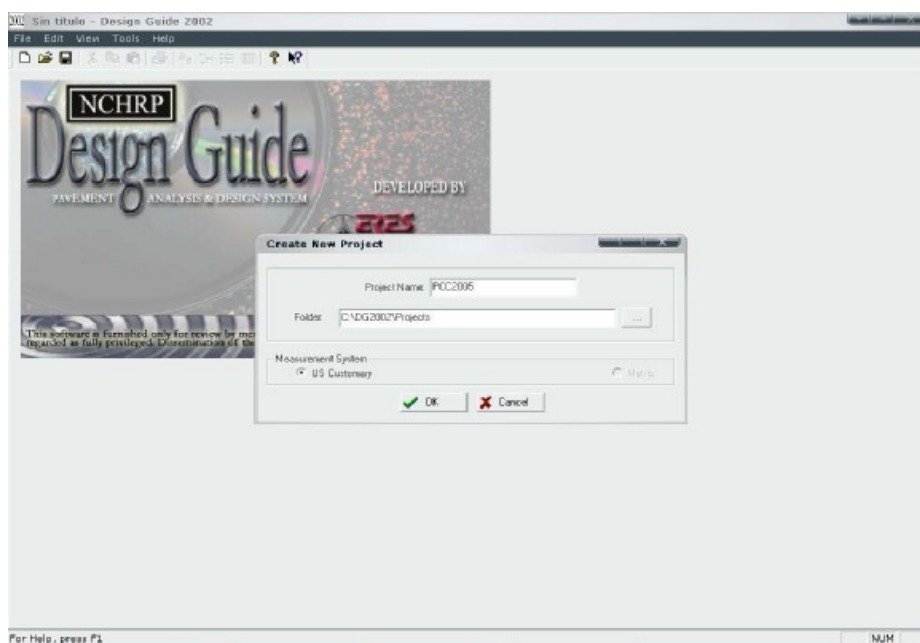 Sin título - Design Guide 2002
File Edit View Tools Help
NCHRP
Design Guide
PAVEMENT ANALYSIS & DESIGN SYSTEM
DEVELOPED BY
ERES
This software is furnished only for review by
regarded as fully privileged. Dissemination of
Create New Project
Project Name: PCC2005
Folder C:\DG2002\Projects
...
Measurement System
US Customary Metric
OK Cancel
For Help, press F1
NUM